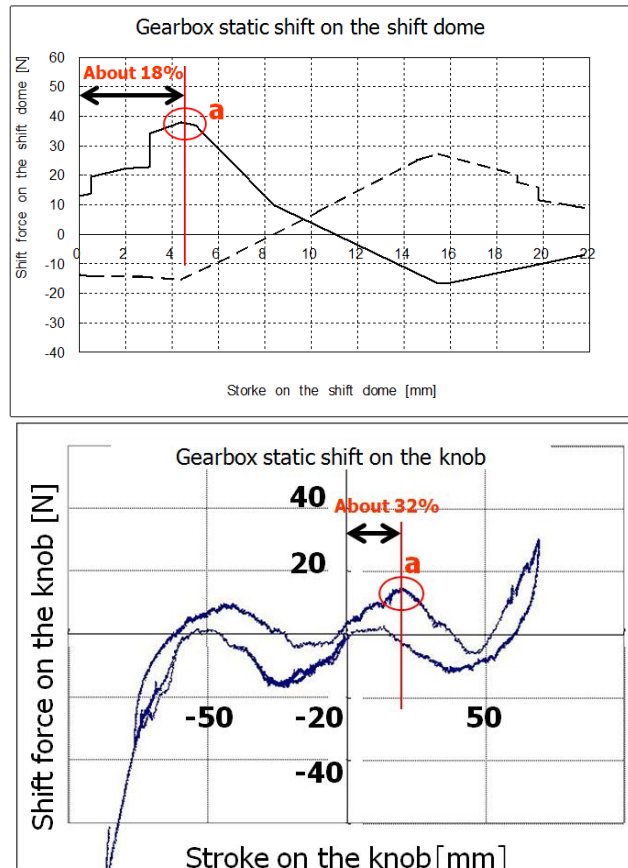 Gearbox static shift on the shift dome
Shift force on the shift dome [N]
60
50
40
30
20
10
0
-10
-20
-30
-40
About 18%
a
0 2 4 6 8 10 12 14 16 18 20 22
Storke on the shift dome [mm]
Gearbox static shift on the knob
Shift force on the knob [N]
40
About 32%
20
a
-50 -20 50
-40
Stroke on the knob[mm]